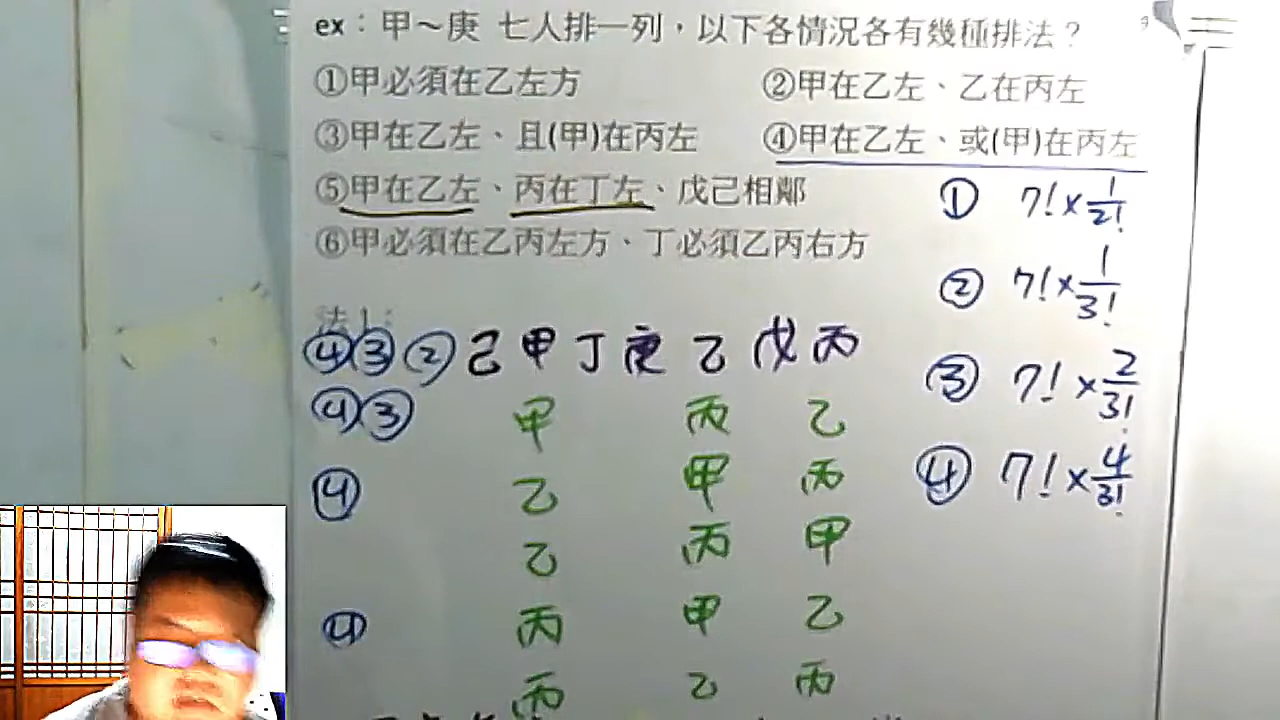 ex：甲～庚 七人排一列，以下各情況各有幾種排法？
①甲必須在乙左方 ②甲在乙左、乙在丙左
③甲在乙左、且(甲)在丙左 ④甲在乙左、或(甲)在丙左
⑤甲在乙左、丙在丁左、戊己相鄰
⑥甲必須在乙丙左方、丁必須乙丙右方
① 7!×1/2!
② 7!×1/3!
③ 7!×2/3!
④ 7!×4/3!
法1：
④③② 己甲丁庚乙戊丙
④③ 甲 丙 乙
④ 乙 甲 丙
乙 丙 甲
④ 丙 甲 乙
丙 乙 丙